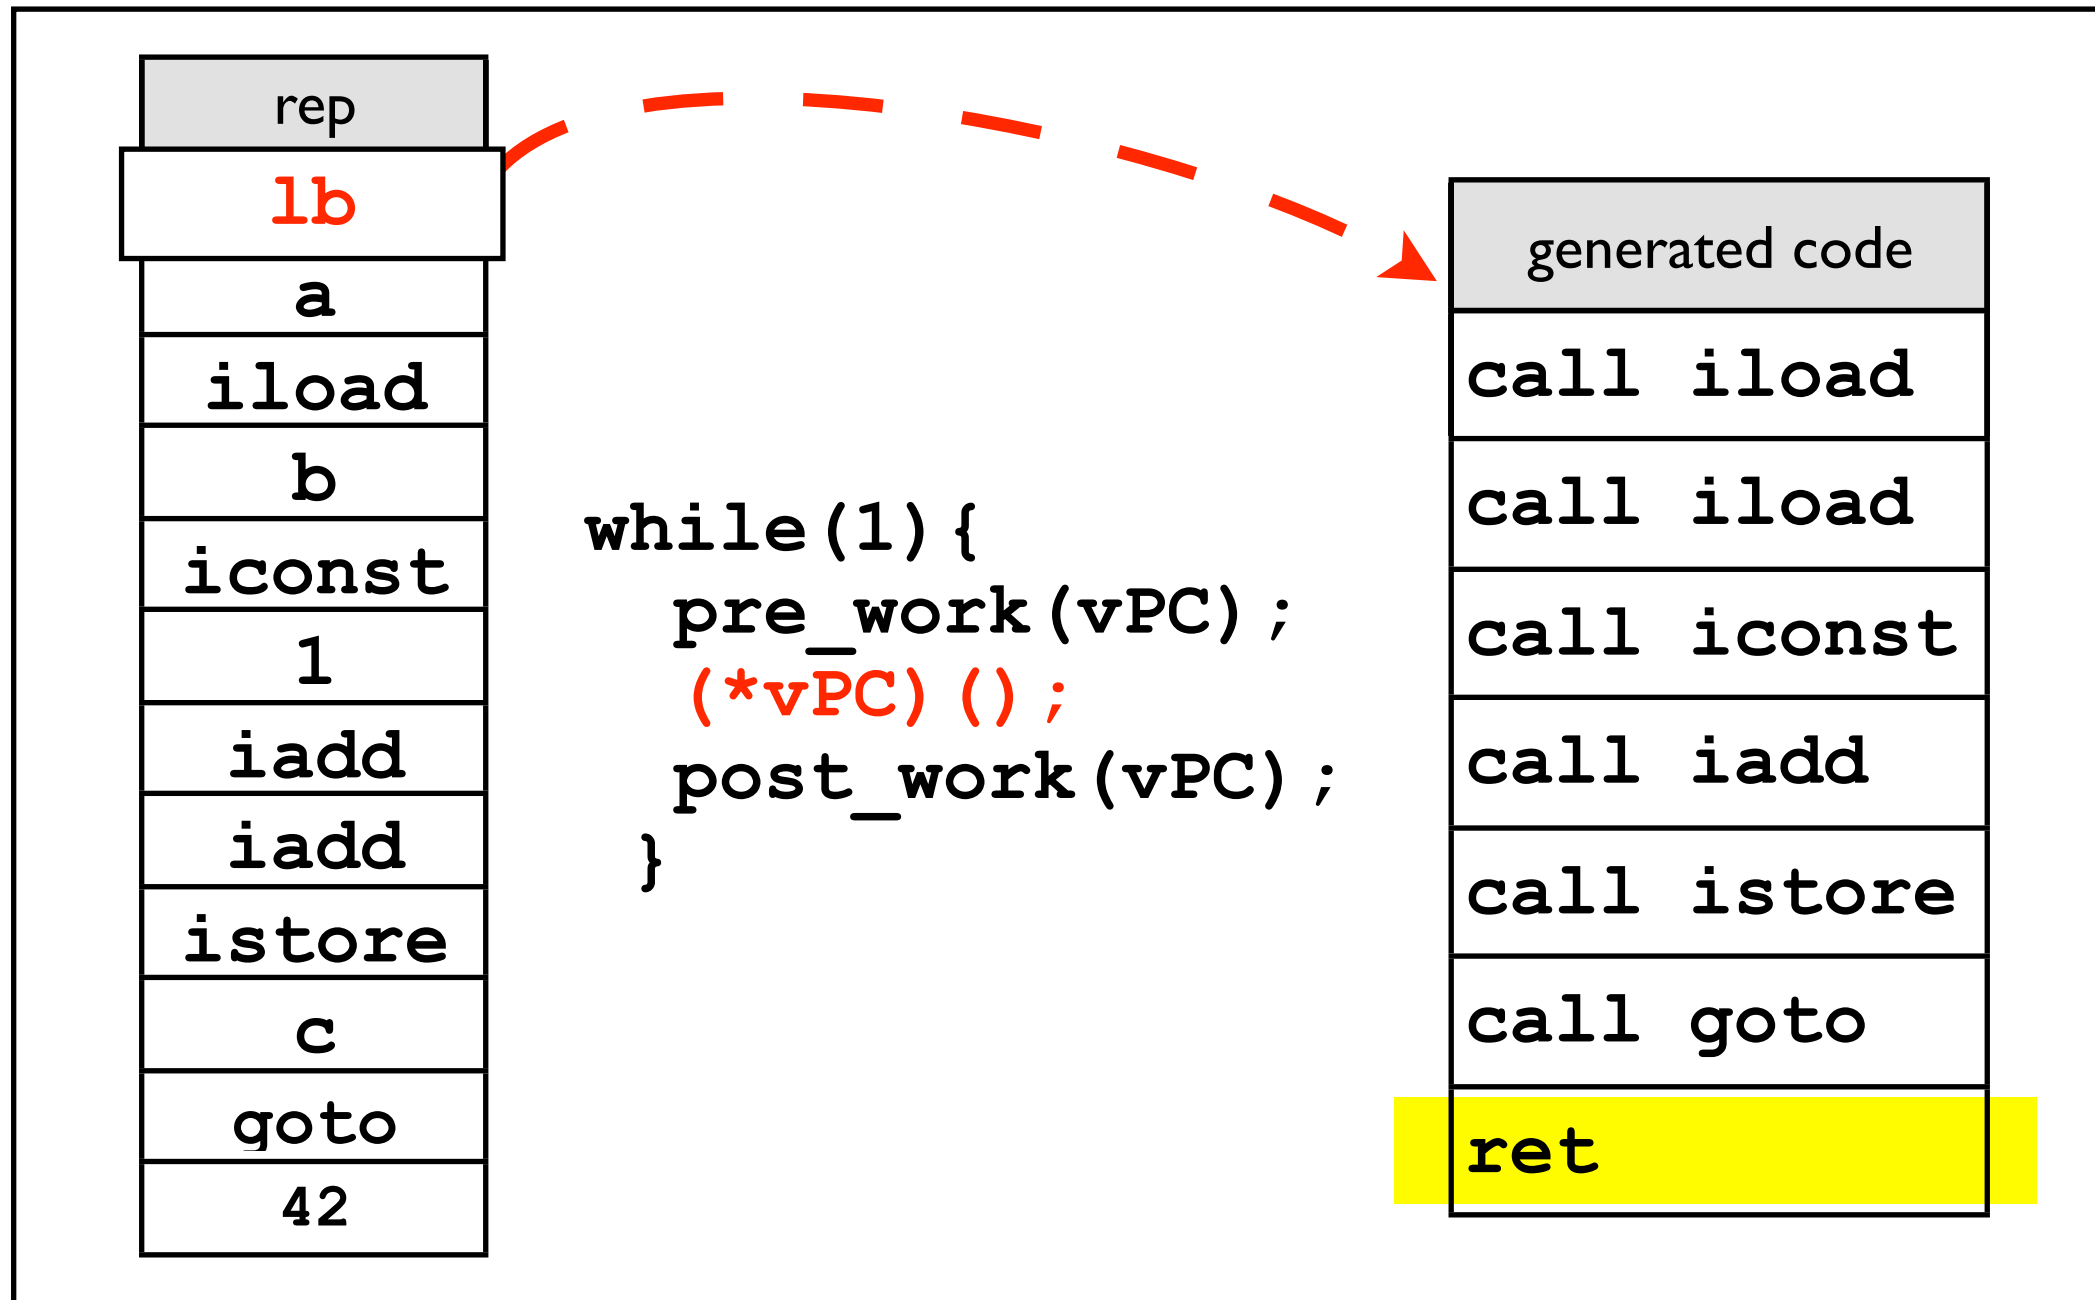 rep
lb
a
iload
b
iconst
1
iadd
iadd
istore
c
goto
42
while(1){
pre_work(vPC);
(*vPC)();
post_work(vPC);
}
generated code
call iload
call iload
call iconst
call iadd
call istore
call goto
ret